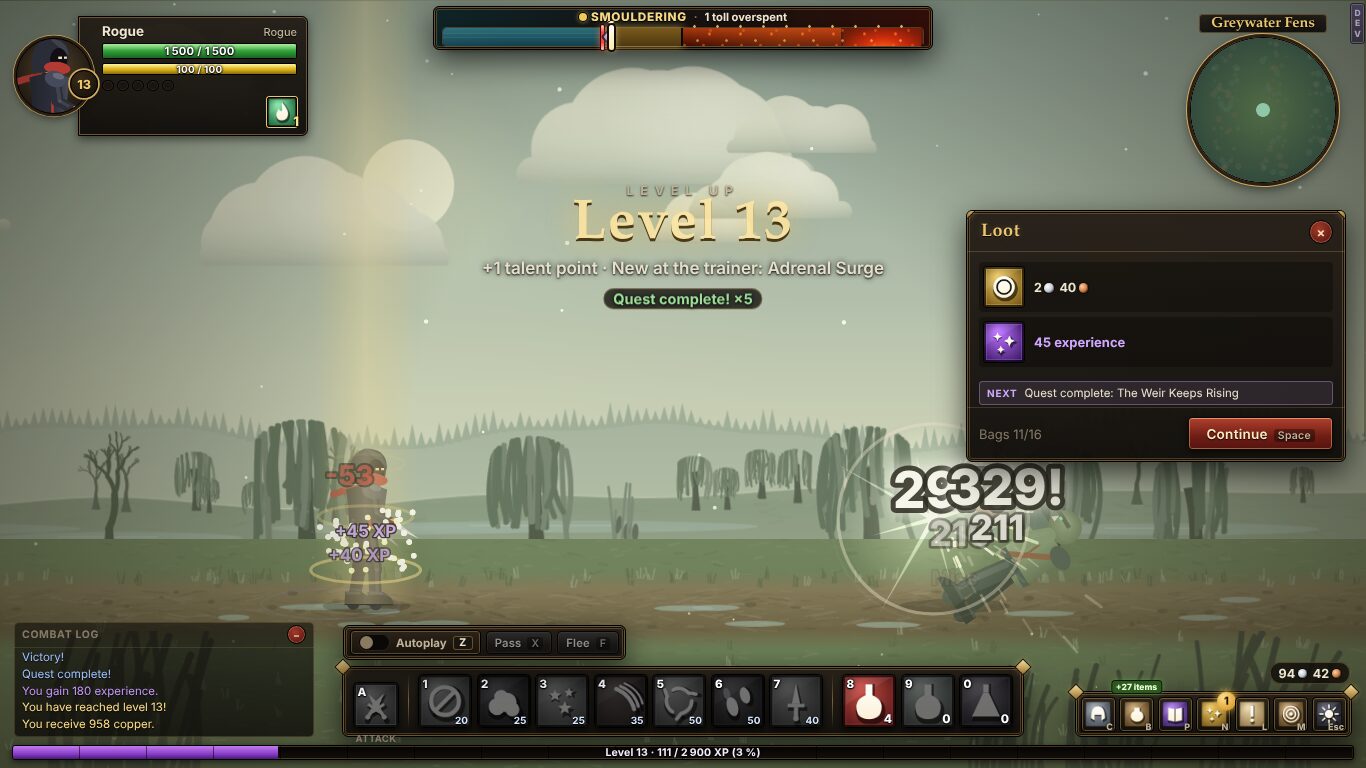 Rogue
Rogue
1 500 / 1 500
100 / 100
13
1
SMOULDERING · 1 toll overspent
Greywater Fens
DEV
LEVEL UP
Level 13
+1 talent point · New at the trainer: Adrenal Surge
Quest complete! ×5
Loot
×
2 40
45 experience
NEXT Quest complete: The Weir Keeps Rising
Bags 11/16
Continue Space
-53
+45 XP
+40 XP
329!
211
COMBAT LOG
Victory!
Quest complete!
You gain 180 experience.
You have reached level 13!
You receive 958 copper.
Autoplay Z
Pass X
Flee F
A
ATTACK
1 20
2 25
3 25
4 35
5 50
6 50
7 40
8 4
9 0
0 0
94 42
+27 items
1
C
B
P
N
L
M
Esc
Level 13 · 111 / 2 900 XP (3 %)